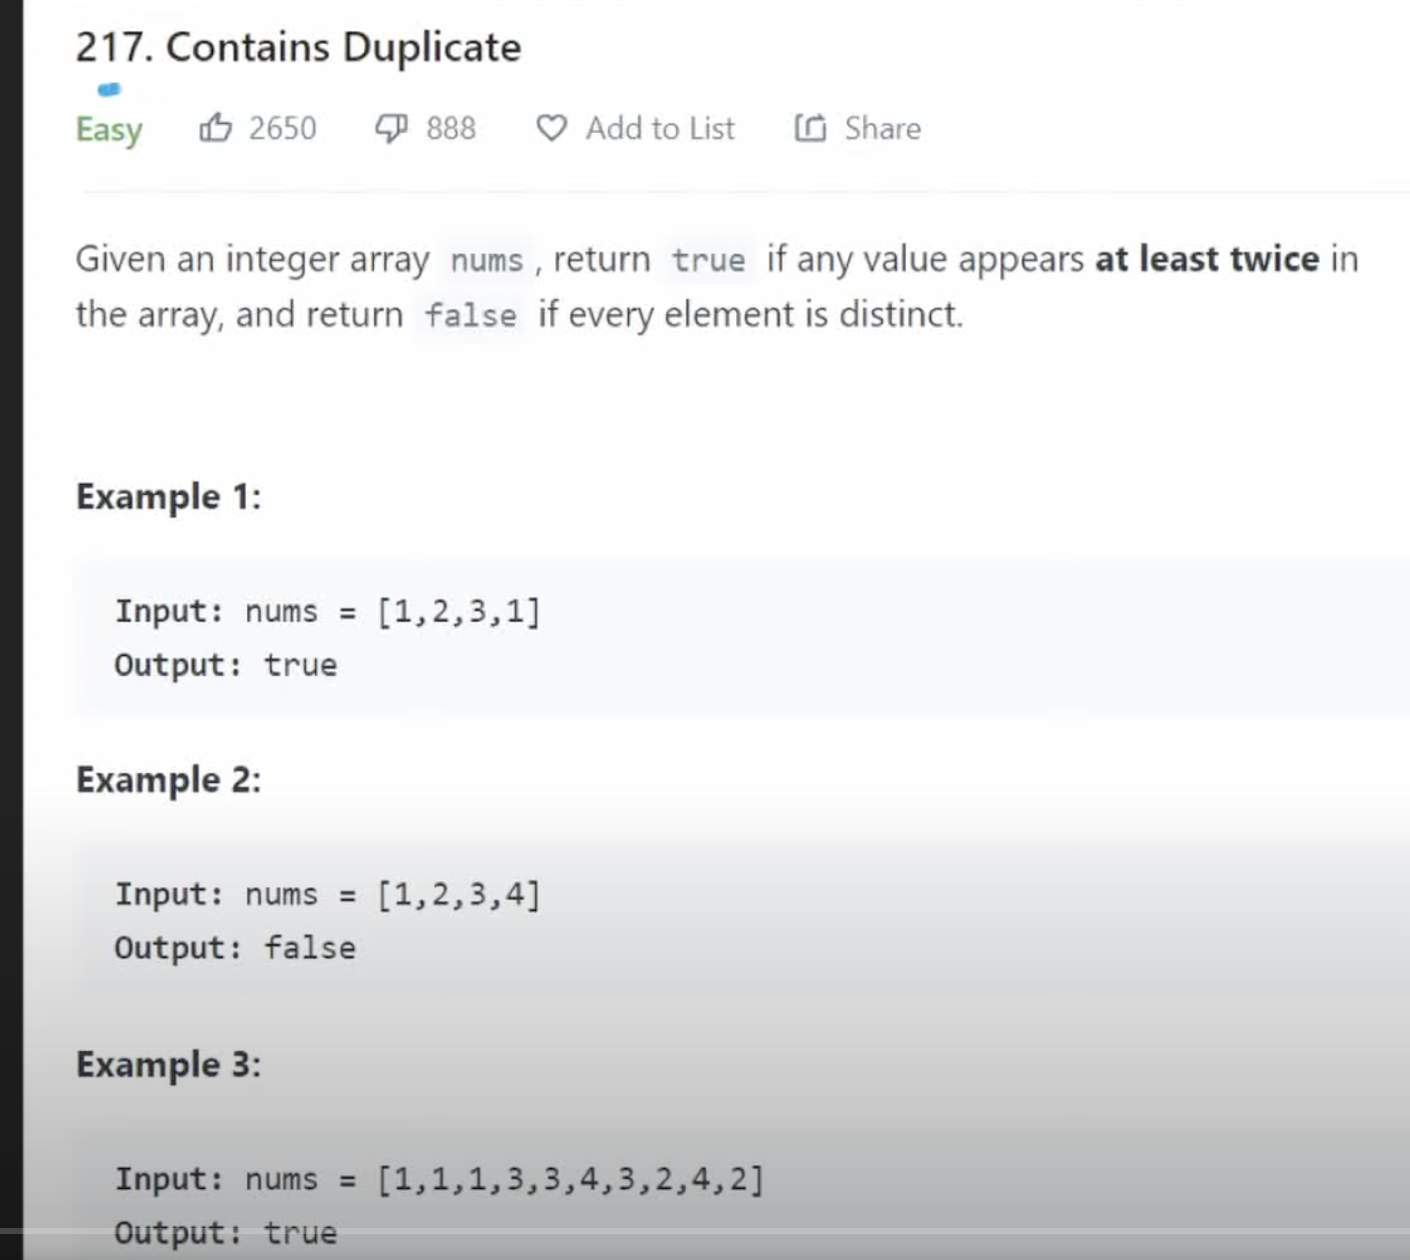 217. Contains Duplicate
Easy 2650 888 Add to List Share
Given an integer array nums , return true if any value appears at least twice in
the array, and return false if every element is distinct.
Example 1:
Input: nums = [1,2,3,1]
Output: true
Example 2:
Input: nums = [1,2,3,4]
Output: false
Example 3:
Input: nums = [1,1,1,3,3,4,3,2,4,2]
Output: true